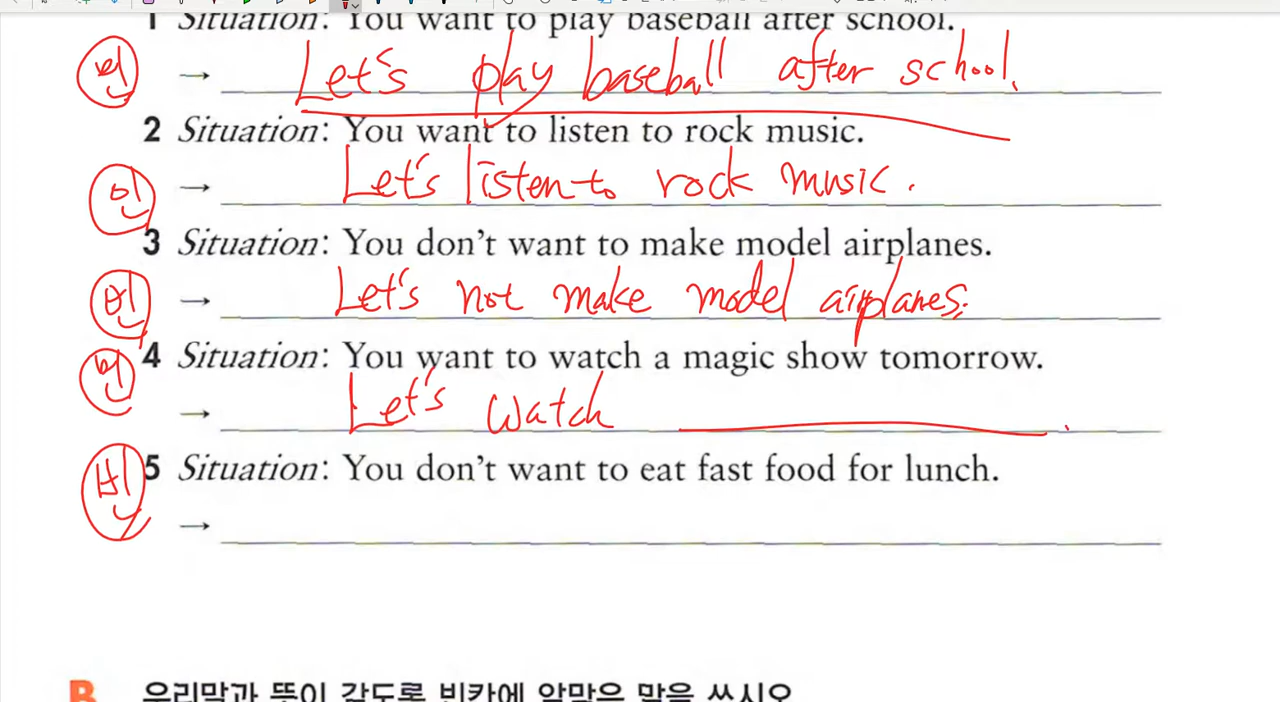 1 Situation: You want to play baseball after school.
→ Let's play baseball after school.
2 Situation: You want to listen to rock music.
→ Let's listen to rock music.
3 Situation: You don't want to make model airplanes.
→ Let's not make model airplanes.
4 Situation: You want to watch a magic show tomorrow.
→ Let's watch
5 Situation: You don't want to eat fast food for lunch.
→
B 우리말과 뜻이 같도록 빈칸에 알맞은 말을 쓰시오